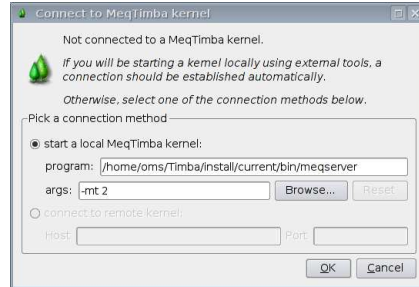 Connect to MeqTimba kernel
Not connected to a MeqTimba kernel.
If you will be starting a kernel locally using external tools, a
connection should be established automatically.
Otherwise, select one of the connection methods below.
Pick a connection method
start a local MeqTimba kernel:
program: /home/oms/Timba/install/current/bin/meqserver
args: -mt 2 Browse... Reset
connect to remote kernel:
Host: Port:
OK Cancel